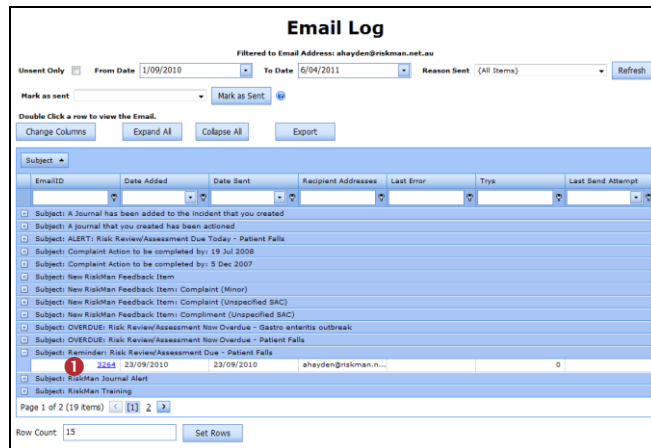 Email Log
Filtered to Email Address: ahayden@riskman.net.au
Unsent Only From Date 1/09/2010 To Date 6/04/2011 Reason Sent {All Items} Refresh
Mark as sent Mark as Sent
Double Click a row to view the Email.
Change Columns Expand All Collapse All Export
Subject
EmailID Date Added Date Sent Recipient Addresses Last Error Trys Last Send Attempt
Subject: A Journal has been added to the incident that you created
Subject: A journal that you created has been actioned
Subject: ALERT: Risk Review/Assessment Due Today - Patient Falls
Subject: Complaint Action to be completed by: 19 Jul 2008
Subject: Complaint Action to be completed by: 5 Dec 2007
Subject: New RiskMan Feedback Item
Subject: New RiskMan Feedback Item: Complaint (Minor)
Subject: New RiskMan Feedback Item: Complaint (Unspecified SAC)
Subject: New RiskMan Feedback Item: Compliment (Unspecified SAC)
Subject: OVERDUE: Risk Review/Assessment Now Overdue - Gastro enteritis outbreak
Subject: OVERDUE: Risk Review/Assessment Now Overdue - Patient Falls
Subject: Reminder: Risk Review/Assessment Due - Patient Falls
1 3264 23/09/2010 23/09/2010 ahayden@riskman.n... 0
Subject: RiskMan Journal Alert
Subject: RiskMan Training
Page 1 of 2 (19 items) < [1] 2 >
Row Count 15 Set Rows